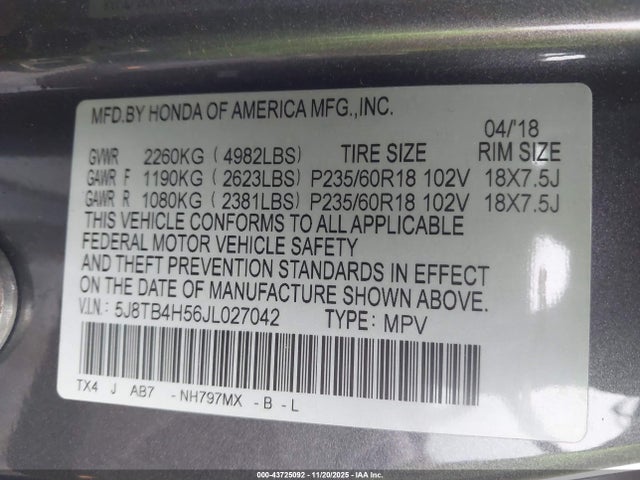 MFD.BY HONDA OF AMERICA MFG.,INC.
04/'18
GVWR 2260KG (4982LBS) TIRE SIZE RIM SIZE
GAWR F 1190KG (2623LBS) P235/60R18 102V 18X7.5J
GAWR R 1080KG (2381LBS) P235/60R18 102V 18X7.5J
THIS VEHICLE CONFORMS TO ALL APPLICABLE
FEDERAL MOTOR VEHICLE SAFETY
AND THEFT PREVENTION STANDARDS IN EFFECT
ON THE DATE OF MANUFACTURE SHOWN ABOVE.
V.I.N.: 5J8TB4H56JL027042 TYPE: MPV
TX4 J AB7 -NH797MX -B -L
000-43725092 - 11/20/2025 - IAA Inc.